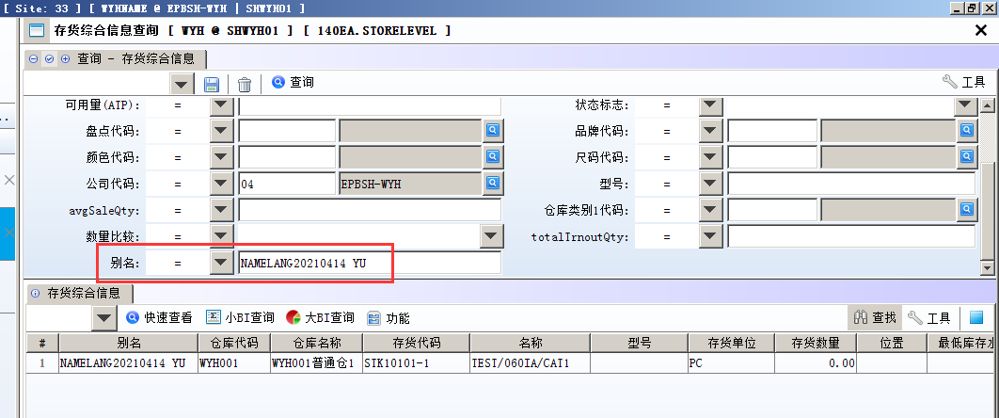 [ Site: 33 ] [ WYHNAME @ EPBSH-WYH | SHWYH01 ]
存货综合信息查询 [ WYH @ SHWYH01 ] [ 140EA.STORELEVEL ]
查询 - 存货综合信息
查询 工具
可用量(ATP): = 状态标志: =
盘点代码: = 品牌代码: =
颜色代码: = 尺码代码: =
公司代码: = 04 EPBSH-WYH 型号: =
avgSaleQty: = 仓库类别1代码: =
数量比较: = totalIrnoutQty: =
别名: = NAMELANG20210414 YU
存货综合信息
快速查看 小BI查询 大BI查询 功能 查找 工具
# 别名 仓库代码 仓库名称 存货代码 名称 型号 存货单位 存货数量 位置 最低库存水
1 NAMELANG20210414 YU WYH001 WYH001普通仓1 STK10101-1 TEST/060IA/CAT1 PC 0.00